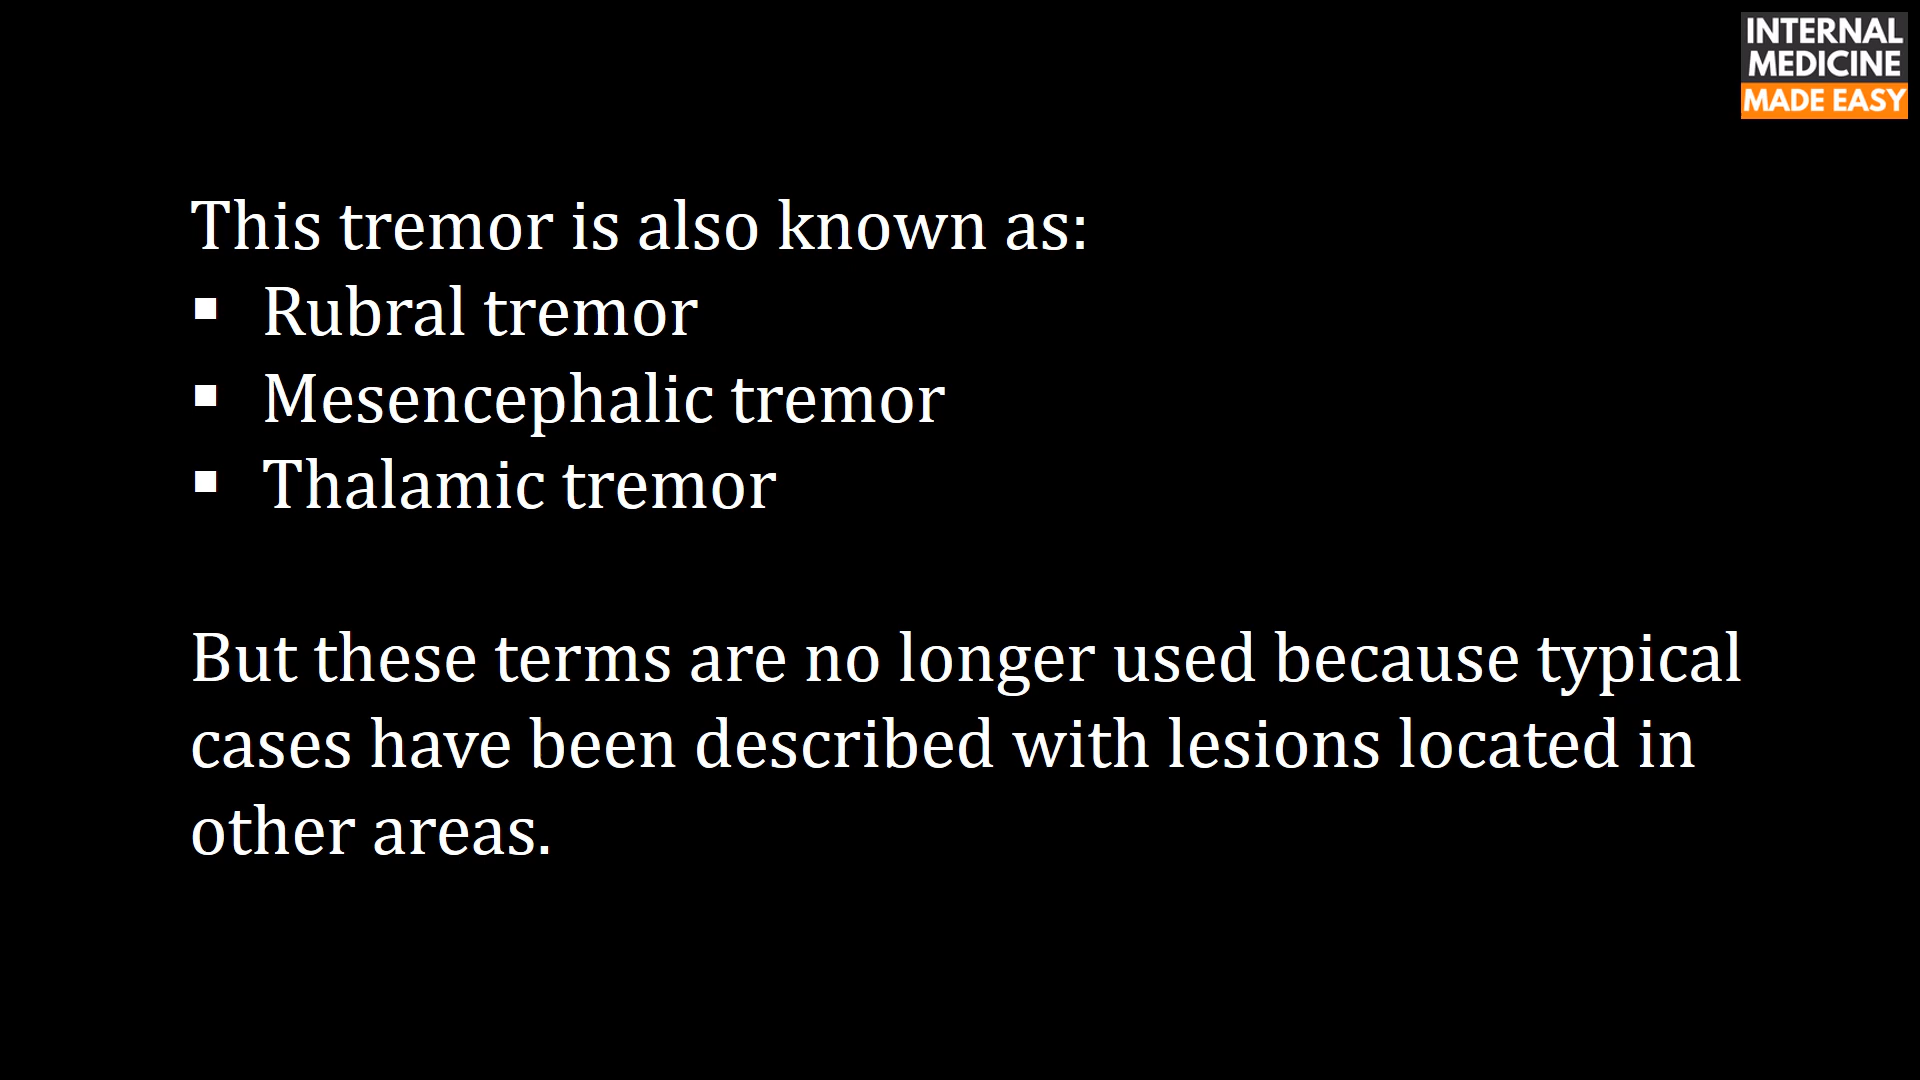 INTERNAL
MEDICINE
MADE EASY
This tremor is also known as:
▪ Rubral tremor
▪ Mesencephalic tremor
▪ Thalamic tremor
But these terms are no longer used because typical
cases have been described with lesions located in
other areas.